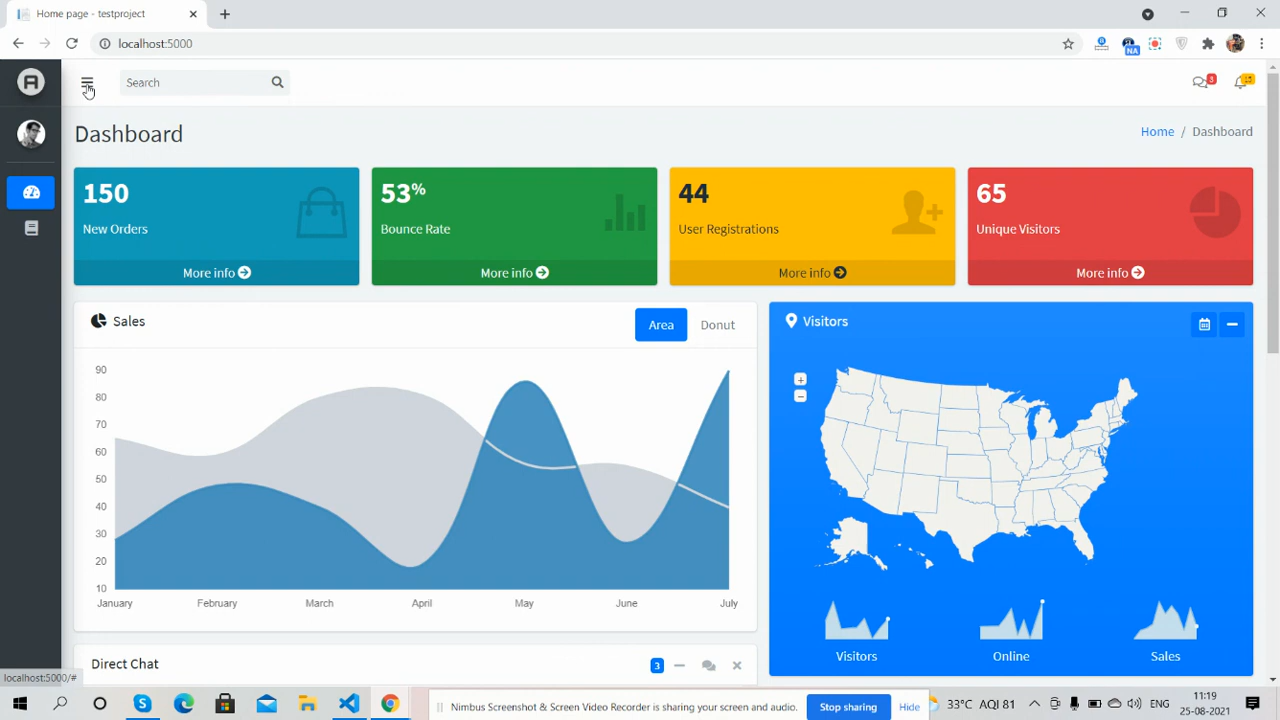 Home page - testproject
localhost:5000
NA
A
Search
3
15
Dashboard
Home / Dashboard
150
New Orders
More info
53%
Bounce Rate
More info
44
User Registrations
More info
65
Unique Visitors
More info
Sales
Area
Donut
90
80
70
60
50
40
30
20
10
January
February
March
April
May
June
July
Visitors
+
−
Visitors
Online
Sales
Direct Chat
3
localhost:5000/#
Nimbus Screenshot & Screen Video Recorder is sharing your screen and audio.
Stop sharing
Hide
33°C AQI 81
11:19
25-08-2021